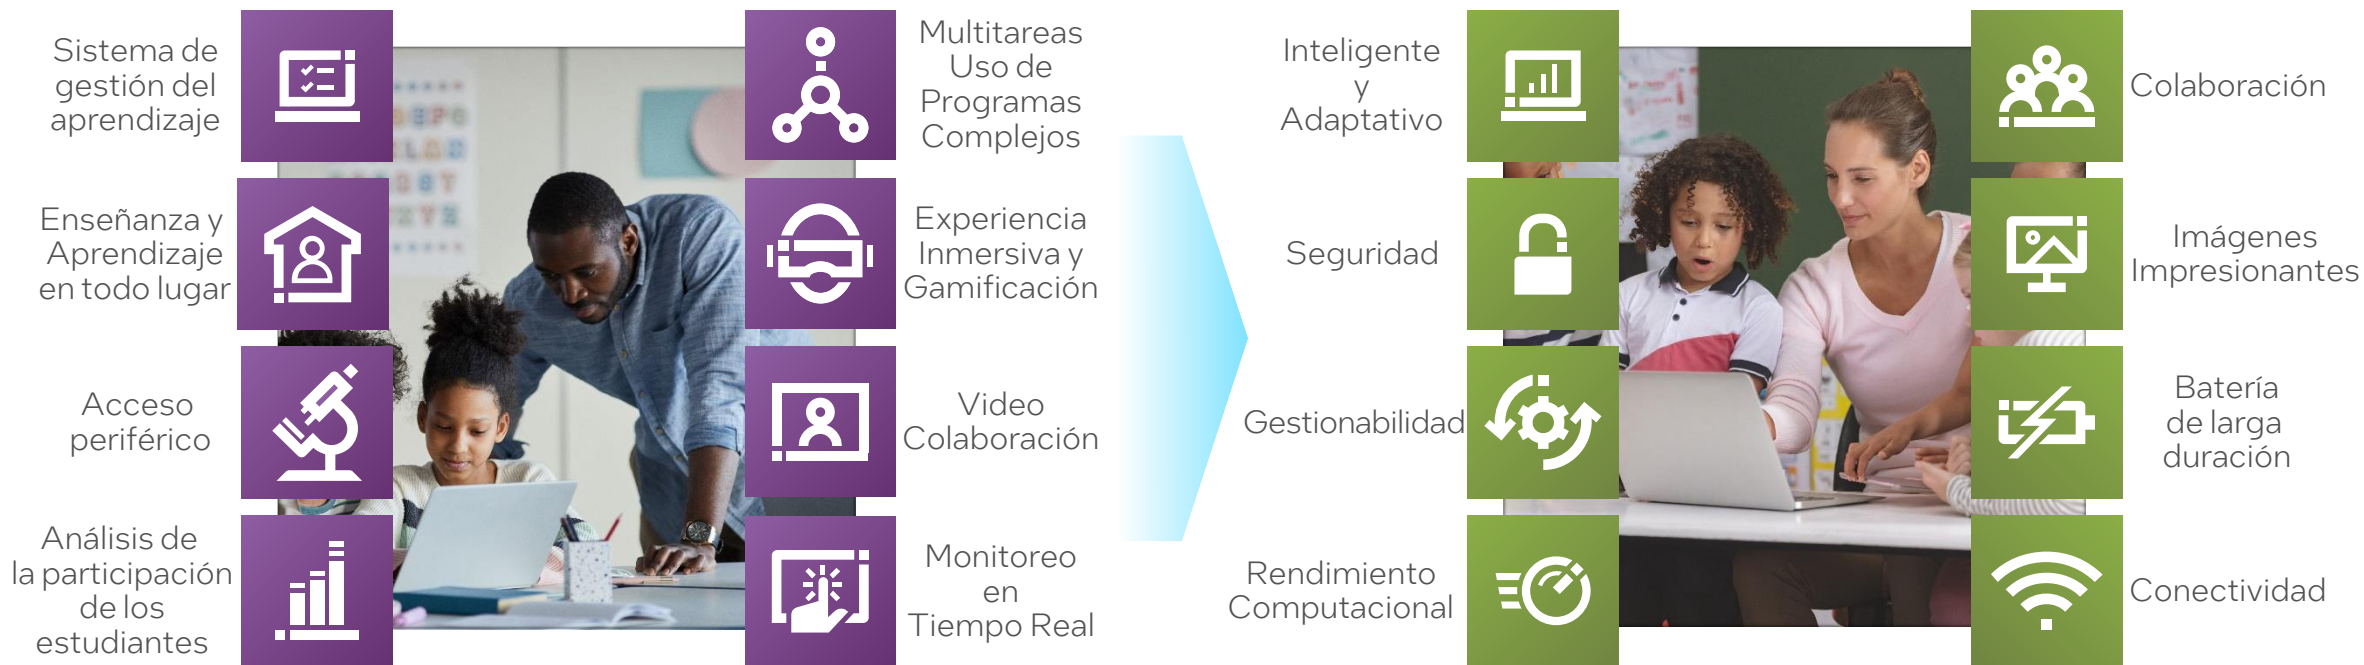 Sistema de
gestión del
aprendizaje
Enseñanza y
Aprendizaje
en todo lugar
Acceso
periférico
Análisis de
la participación
de los
estudiantes
Multitareas
Uso de
Programas
Complejos
Experiencia
Inmersiva y
Gamificación
Video
Colaboración
Monitoreo
en
Tiempo Real
Inteligente
y
Adaptativo
Seguridad
Gestionabilidad
Rendimiento
Computacional
Colaboración
Imágenes
Impresionantes
Batería
de larga
duración
Conectividad